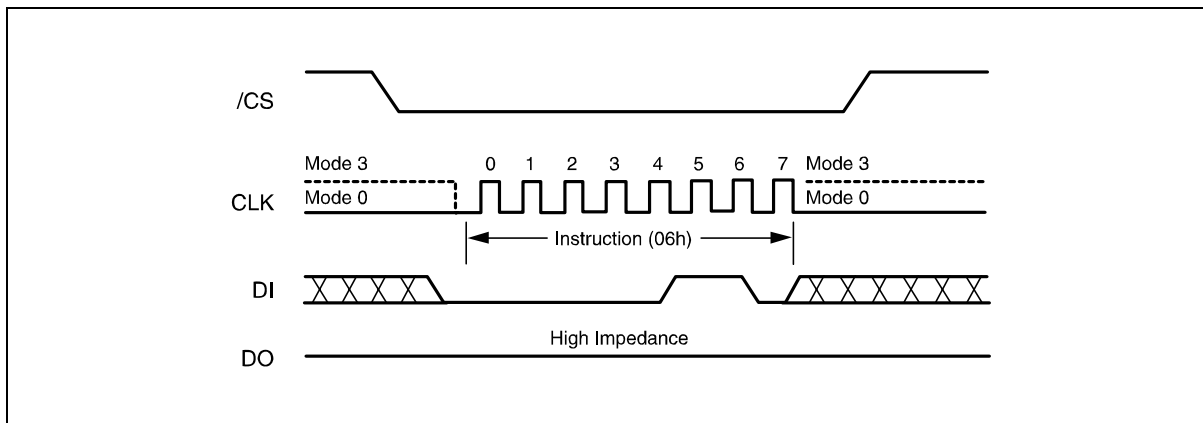 /CS
Mode 3 0 1 2 3 4 5 6 7 Mode 3
CLK Mode 0 Mode 0
Instruction (06h)
DI
High Impedance
DO